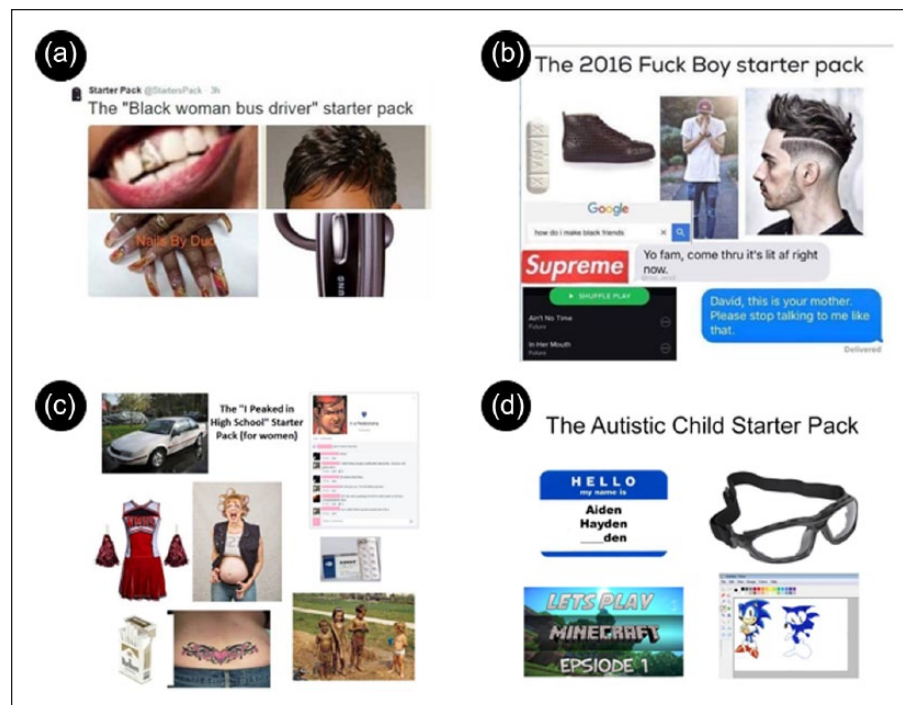 (a)
Starter Pack @StartersPack · 3h
The "Black woman bus driver" starter pack
Nails By Duc
SUNG
(b)
The 2016 Fuck Boy starter pack
XANAX
Google
how do i make black friends
Supreme
Yo fam, come thru it's lit af right
now.
SHUFFLE PLAY
Ain't No Time
Future
In Her Mouth
Future
David, this is your mother.
Please stop talking to me like
that.
Delivered
(c)
The "I Peaked in
High School" Starter
Pack (for women)
(d)
The Autistic Child Starter Pack
HELLO
my name is
Aiden
Hayden
___den
LETS PLAY
MINECRAFT
EPSIODE 1